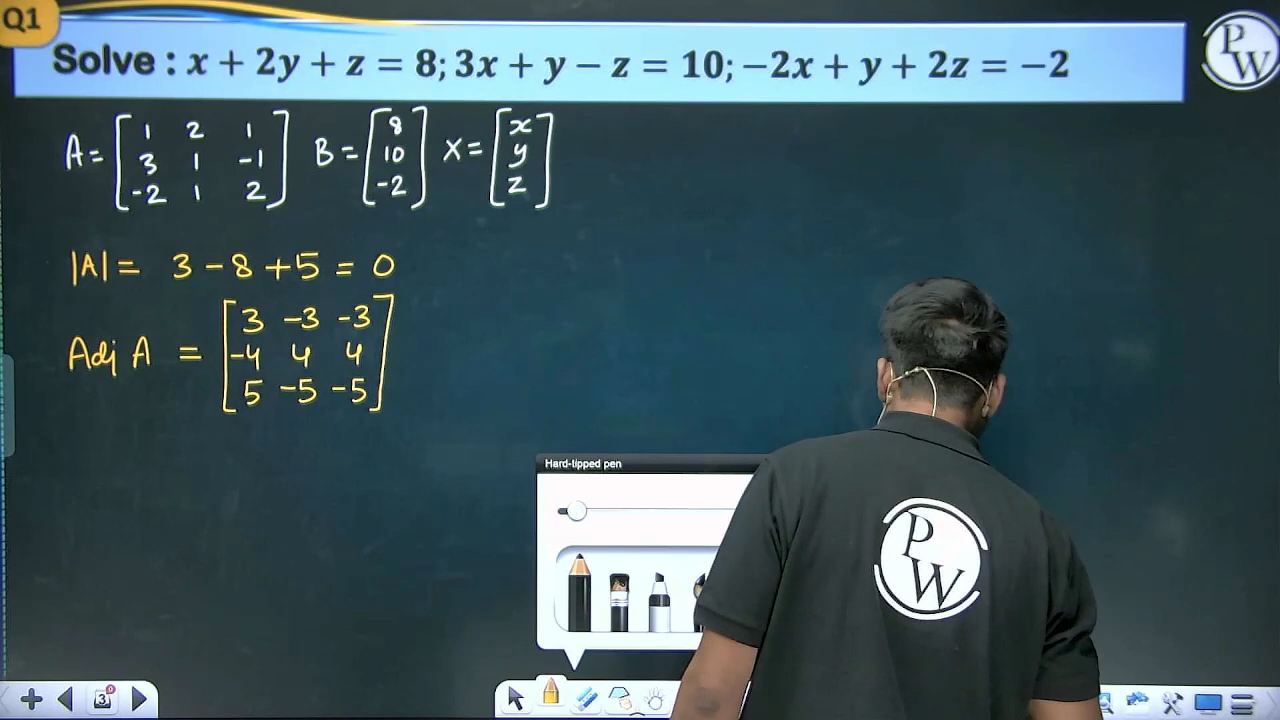 Q1
Solve : x + 2y + z = 8; 3x + y − z = 10; −2x + y + 2z = −2
PW
A = [1 2 1
3 1 -1
-2 1 2] B = [8
10
-2] X = [x
y
z]
|A| = 3 - 8 + 5 = 0
Adj A = [3 -3 -3
-4 4 4
5 -5 -5]
Hard-tipped pen
PW
3